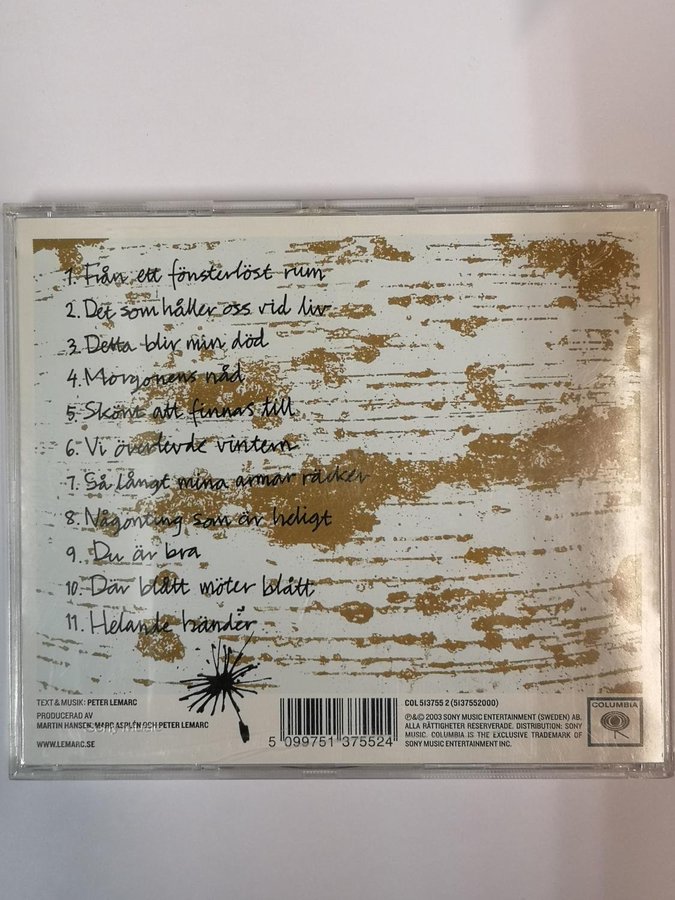 1. Från ett fönsterlöst rum
2. Det som håller oss vid liv
3. Detta blir min död
4. Morgonens nåd
5. Skönt att finnas till
6. Vi överlevde vintern
7. Så långt mina armar räcker
8. Någonting som är heligt
9. Du är bra
10. Där blått möter blått
11. Helande händer
TEXT & MUSIK: PETER LEMARC
PRODUCERAD AV
MARTIN HANSEN, MARC ASPLÉN OCH PETER LEMARC
Sony Music
WWW.LEMARC.SE
5 099751 375524
COL 513755 2 (5137552000)
℗&© 2003 SONY MUSIC ENTERTAINMENT (SWEDEN) AB.
ALLA RÄTTIGHETER RESERVERADE. DISTRIBUTION: SONY
MUSIC. COLUMBIA IS THE EXCLUSIVE TRADEMARK OF
SONY MUSIC ENTERTAINMENT INC.
COLUMBIA